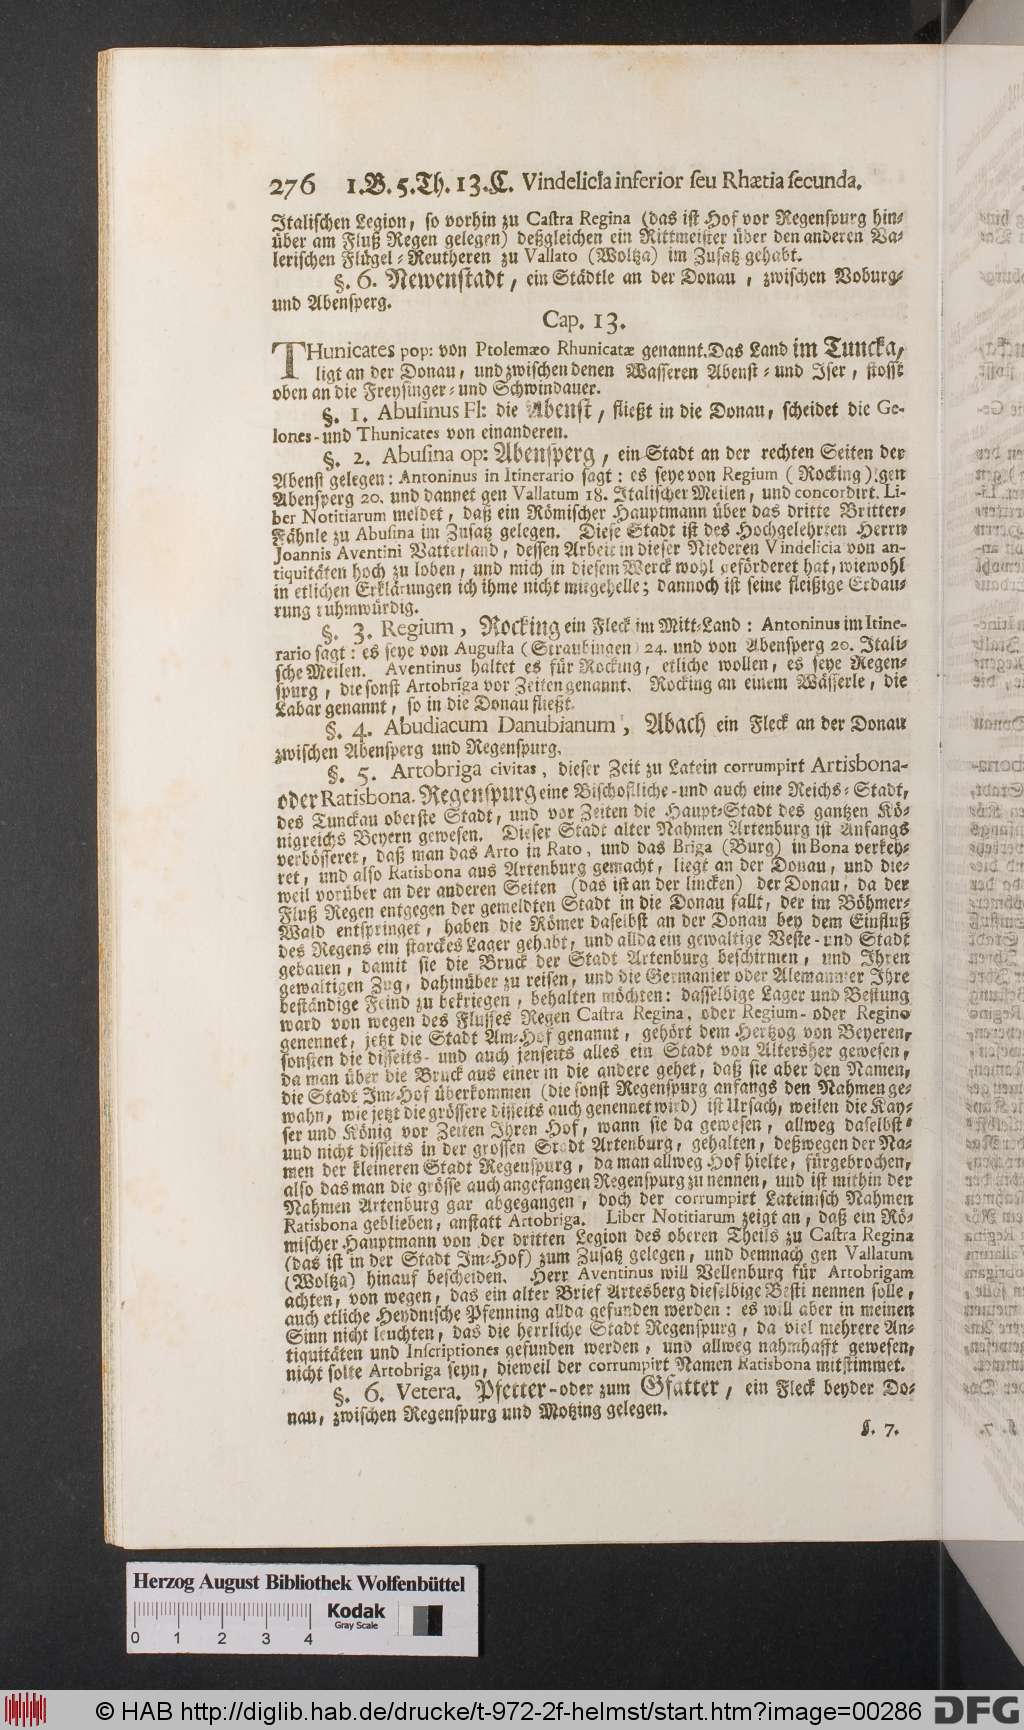 276 1.B.5.Th.13.C. Vindelicia inferior seu Rhætia secunda.
Italischen Legion, so vorhin zu Castra Regina (das ist Hof vor Regenspurg hin-
über am Fluß Regen gelegen) deßgleichen ein Rittmeister über den anderen Va-
lerischen Flügel-Reutheren zu Vallato (Woltza) im Zusatz gehabt.
§. 6. Newenstadt, ein Städtle an der Donau, zwischen Voburg-
und Abensperg.
Cap. 13.
THunicates pop: von Ptolemæo Rhunicatæ genannt. Das Land im Tuncka,
ligt an der Donau, und zwischen denen Wasseren Abenst- und Iser, stosst
oben an die Freysinger- und Schwindauer.
§. 1. Abusinus Fl: die Abenst, fließt in die Donau, scheidet die Ge-
lones- und Thunicates von einanderen.
§. 2. Abusina op: Abensperg, ein Stadt an der rechten Seiten der
Abenst gelegen: Antoninus in Itinerario sagt: es seye von Regium (Rocking) gen
Abensperg 20. und dannet gen Vallatum 18. Italischer Meilen, und concordirt. Li-
ber Notitiarum meldet, daß ein Römischer Hauptmann über das dritte Britter-
Fähnle zu Abusina im Zusatz gelegen. Diese Stadt ist des Hochgelehrten Herrn
Joannis Aventini Vatterland, dessen Arbeit in dieser Niederen Vindelicia von an-
tiquitäten hoch zu loben, und mich in diesem Werck wohl geförderet hat, wiewohl
in etlichen Erklärungen ich ihme nicht mitgehelle; dannoch ist seine fleißige Erdau-
rung ruhmwürdig.
§. 3. Regium, Rocking ein Fleck im Mitt-Land: Antoninus im Itine-
rario sagt: es seye von Augusta (Straubingen) 24. und von Abensperg 20. Itali-
sche Meilen. Aventinus haltet es für Rocking, etliche wollen, es seye Regen-
spurg, die sonst Artobriga vor Zeiten genannt. Rocking an einem Wässerle, die
Labar genannt, so in die Donau fließt.
§. 4. Abudiacum Danubianum, Abach ein Fleck an der Donau
zwischen Abensperg und Regenspurg.
§. 5. Artobriga civitas, dieser Zeit zu Latein corrumpirt Artisbona-
oder Ratisbona. Regenspurg eine Bischofliche- und auch eine Reichs-Stadt,
des Tunckau oberste Stadt, und vor Zeiten die Haupt-Stadt des gantzen Kö-
nigreichs Beyern gewesen. Dieser Stadt alter Nahmen Artenburg ist Anfangs
verbösseret, daß man das Arto in Rato, und das Briga (Burg) in Bona verkey-
ret, und also Ratisbona aus Artenburg gemacht, liegt an der Donau, und die-
weil vorüber an der anderen Seiten (das ist an der lincken) der Donau, da der
Fluß Regen entgegen der gemeldten Stadt in die Donau fallt, der im Böhmer-
Wald entspringet, haben die Römer daselbst an der Donau bey dem Einfluß
des Regens ein starckes Lager gehabt, und allda ein gewaltige Veste- und Stadt
gebauen, damit sie die Bruck der Stadt Artenburg beschirmen, und Ihren
gewaltigen Zug, dahinüber zu reisen, und die Germanier oder Alemannier Ihre
beständige Feind zu bekriegen, behalten möchten: dasselbige Lager und Vestung
ward von wegen des Flusses Regen Castra Regina, oder Regium- oder Regino
genennet, jetzt die Stadt Am-Hof genannt, gehört dem Hertzog von Beyeren,
sonsten die disseits- und auch jenseits alles ein Stadt von Altersher gewesen,
da man über die Bruck aus einer in die andere gehet, daß sie aber den Namen,
die Stadt Im-Hof überkommen (die sonst Regenspurg anfangs den Nahmen ge-
wahn, wie jetzt die grössere disseits auch genennet wird) ist Ursach, weilen die Kay-
ser und König vor Zeiten Ihren Hof, wann sie da gewesen, allweg daselbst-
und nicht disseits in der grossen Stadt Artenburg, gehalten, deßwegen der Na-
men der kleineren Stadt Regenspurg, da man allweg Hof hielte, fürgebrochen,
also das man die grösse auch angefangen Regenspurg zu nennen, und ist mithin der
Nahmen Artenburg gar abgegangen, doch der corrumpirt Lateinisch Nahmen
Ratisbona geblieben, anstatt Artobriga. Liber Notitiarum zeigt an, daß ein Rö-
mischer Hauptmann von der dritten Legion des oberen Theils zu Castra Regina
(das ist in der Stadt Im-Hof) zum Zusatz gelegen, und demnach gen Vallatum
(Woltza) hinauf bescheiden. Herr Aventinus will Vellenburg für Artobrigam
achten, von wegen, das ein alter Brief Artesberg dieselbige Vesti nennen solle,
auch etliche Heydnische Pfenning allda gefunden werden: es will aber in meinen
Sinn nicht leuchten, das die herrliche Stadt Regenspurg, da viel mehrere An-
tiquitäten und Inscriptiones gefunden werden, und allweg nahmhafft gewesen,
nicht solte Artobriga seyn, dieweil der corrumpirt Namen Ratisbona mitstimmet.
§. 6. Vetera. Pfetter- oder zum Gsatter, ein Fleck bey der Do-
nau, zwischen Regenspurg und Motzing gelegen.
§. 7.
Herzog August Bibliothek Wolfenbüttel
Kodak
Gray Scale
0 1 2 3 4
© HAB http://diglib.hab.de/drucke/t-972-2f-helmst/start.htm?image=00286 DFG